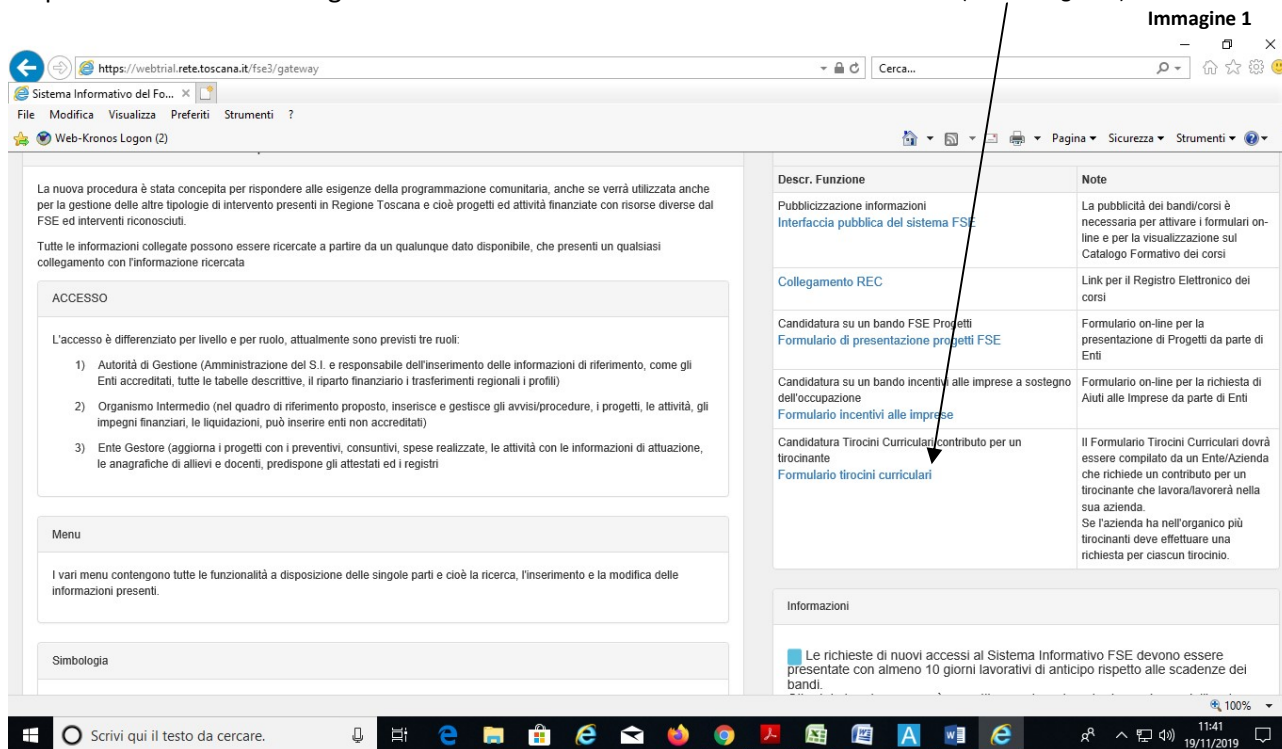 Immagine 1
https://webtrial.rete.toscana.it/fse3/gateway
Cerca...
Sistema Informativo del Fo...
File Modifica Visualizza Preferiti Strumenti ?
Web-Kronos Logon (2)
Pagina Sicurezza Strumenti
La nuova procedura è stata concepita per rispondere alle esigenze della programmazione comunitaria, anche se verrà utilizzata anche
per la gestione delle altre tipologie di intervento presenti in Regione Toscana e cioè progetti ed attività finanziate con risorse diverse dal
FSE ed interventi riconosciuti.
Tutte le informazioni collegate possono essere ricercate a partire da un qualunque dato disponibile, che presenti un qualsiasi
collegamento con l'informazione ricercata
ACCESSO
L'accesso è differenziato per livello e per ruolo, attualmente sono previsti tre ruoli:
1) Autorità di Gestione (Amministrazione del S.I. e responsabile dell'inserimento delle informazioni di riferimento, come gli
Enti accreditati, tutte le tabelle descrittive, il riparto finanziario i trasferimenti regionali i profili)
2) Organismo Intermedio (nel quadro di riferimento proposto, inserisce e gestisce gli avvisi/procedure, i progetti, le attività, gli
impegni finanziari, le liquidazioni, può inserire enti non accreditati)
3) Ente Gestore (aggiorna i progetti con i preventivi, consuntivi, spese realizzate, le attività con le informazioni di attuazione,
le anagrafiche di allievi e docenti, predispone gli attestati ed i registri
Menu
I vari menu contengono tutte le funzionalità a disposizione delle singole parti e cioè la ricerca, l'inserimento e la modifica delle
informazioni presenti.
Simbologia
Descr. Funzione
Note
Pubblicizzazione informazioni
Interfaccia pubblica del sistema FSE
La pubblicità dei bandi/corsi è
necessaria per attivare i formulari on-
line e per la visualizzazione sul
Catalogo Formativo dei corsi
Collegamento REC
Link per il Registro Elettronico dei
corsi
Candidatura su un bando FSE Progetti
Formulario di presentazione progetti FSE
Formulario on-line per la
presentazione di Progetti da parte di
Enti
Candidatura su un bando incentivi alle imprese a sostegno
dell'occupazione
Formulario incentivi alle imprese
Formulario on-line per la richiesta di
Aiuti alle Imprese da parte di Enti
Candidatura Tirocini Curriculari contributo per un
tirocinante
Formulario tirocini curriculari
Il Formulario Tirocini Curriculari dovrà
essere compilato da un Ente/Azienda
che richiede un contributo per un
tirocinante che lavora/lavorerà nella
sua azienda.
Se l'azienda ha nell'organico più
tirocinanti deve effettuare una
richiesta per ciascun tirocinio.
Informazioni
Le richieste di nuovi accessi al Sistema Informativo FSE devono essere
presentate con almeno 10 giorni lavorativi di anticipo rispetto alle scadenze dei
bandi.
100%
Scrivi qui il testo da cercare.
11:41
19/11/2019